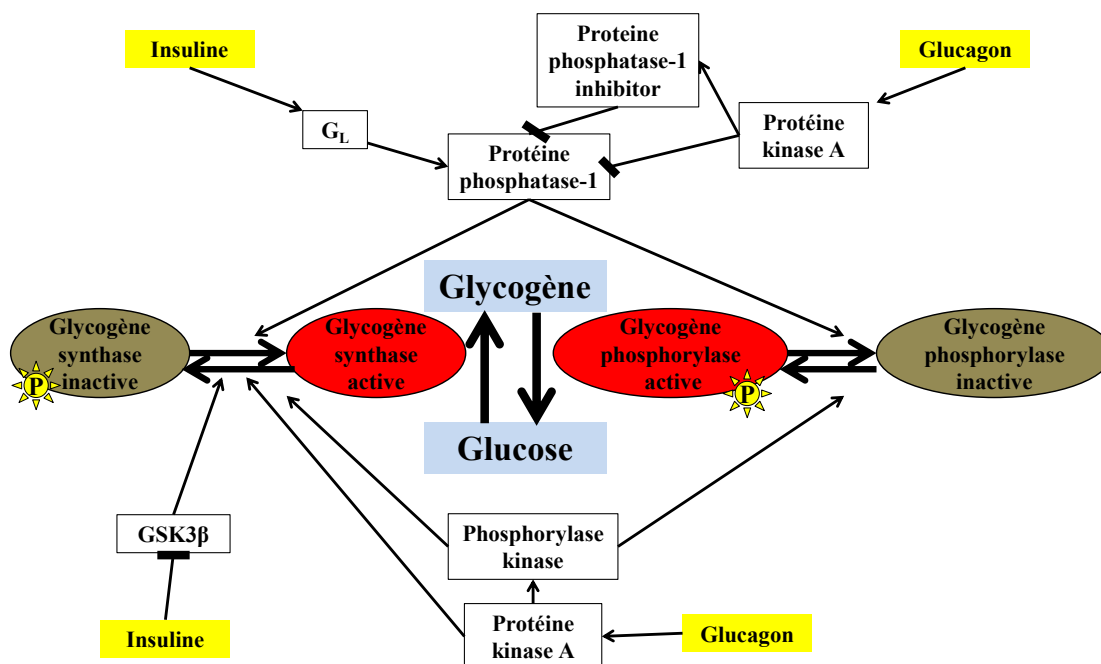 Insuline
Proteine
phosphatase-1
inhibitor
Glucagon
G_L
Protéine
kinase A
Protéine
phosphatase-1
Glycogène
Glycogène
synthase
inactive
P
Glycogène
synthase
active
Glycogène
phosphorylase
active
P
Glycogène
phosphorylase
inactive
Glucose
GSK3β
Phosphorylase
kinase
Insuline
Protéine
kinase A
Glucagon